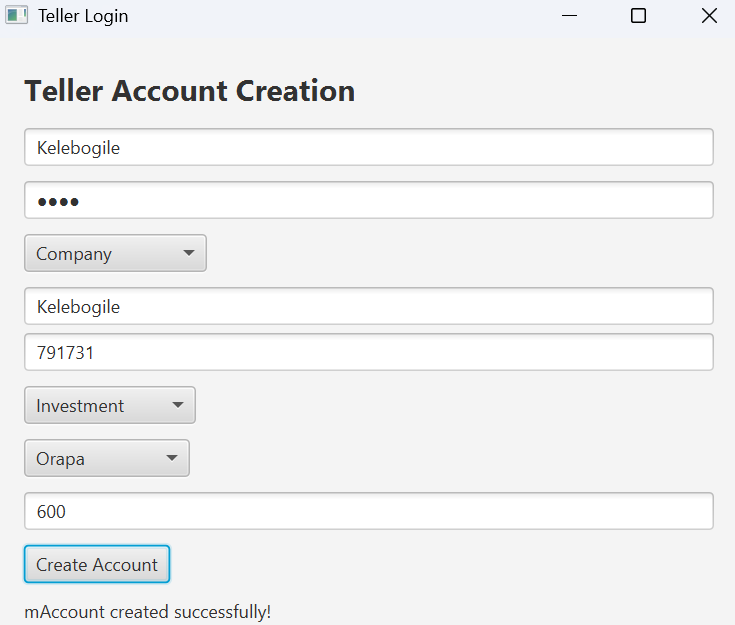 Teller Login
Teller Account Creation
Kelebogile
●●●●
Company
Kelebogile
791731
Investment
Orapa
600
Create Account
mAccount created successfully!